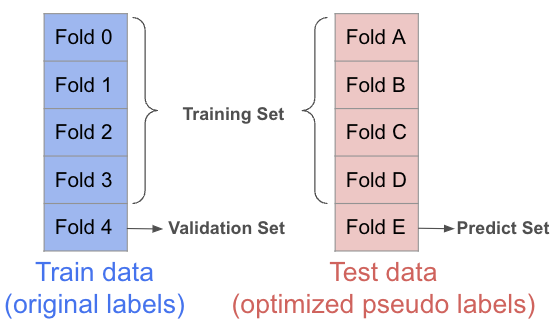 Fold 0
Fold 1
Fold 2
Fold 3
Fold 4
Training Set
Validation Set
Fold A
Fold B
Fold C
Fold D
Fold E
Predict Set
Train data
(original labels)
Test data
(optimized pseudo labels)